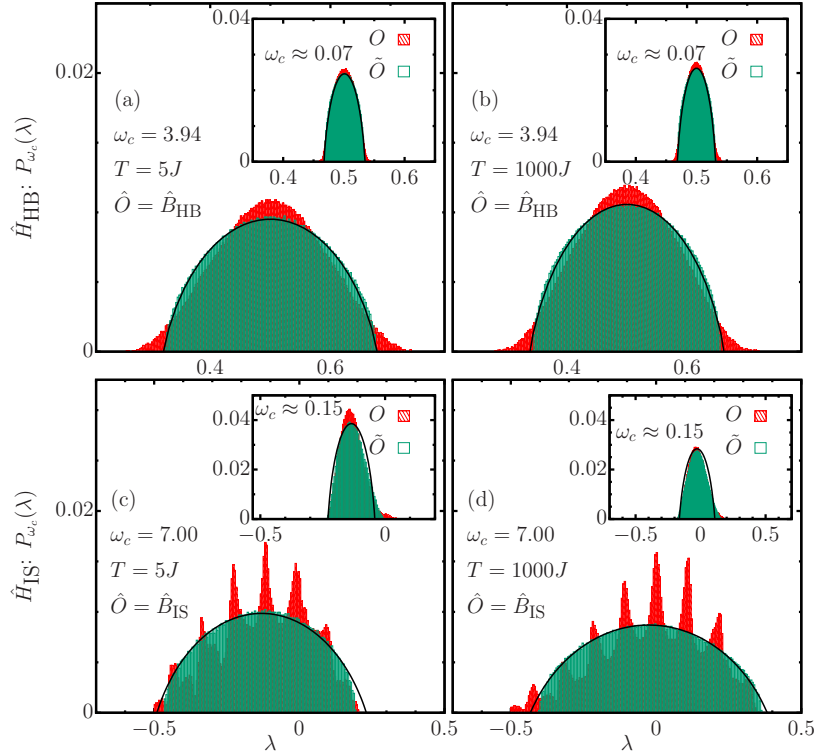 0.04
ω_c ≈ 0.07
O
Õ
0
0.4 0.5 0.6
(a)
ω_c = 3.94
T = 5J
Ô = B̂_HB
0.04
ω_c ≈ 0.07
O
Õ
0
0.4 0.5 0.6
(b)
ω_c = 3.94
T = 1000J
Ô = B̂_HB
Ĥ_HB: P_{ω_c}(λ)
0.02
0
0.4 0.6
0.4 0.6
0.04
0.02
0
ω_c ≈ 0.15
O
Õ
−0.5 0
(c)
ω_c = 7.00
T = 5J
Ô = B̂_IS
0.04
0.02
0
ω_c ≈ 0.15
O
Õ
−0.5 0 0.5
(d)
ω_c = 7.00
T = 1000J
Ô = B̂_IS
Ĥ_IS: P_{ω_c}(λ)
0.02
0
−0.5 0
−0.5 0 0.5
λ λ